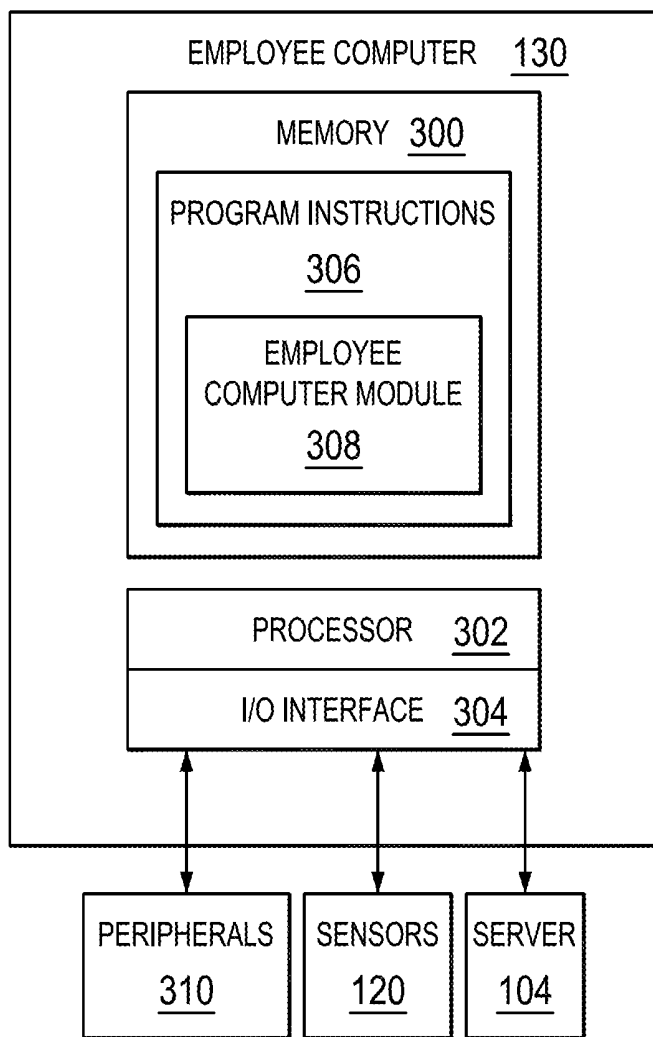 EMPLOYEE COMPUTER 130
MEMORY 300
PROGRAM INSTRUCTIONS
306
EMPLOYEE
COMPUTER MODULE
308
PROCESSOR 302
I/O INTERFACE 304
PERIPHERALS
310
SENSORS
120
SERVER
104